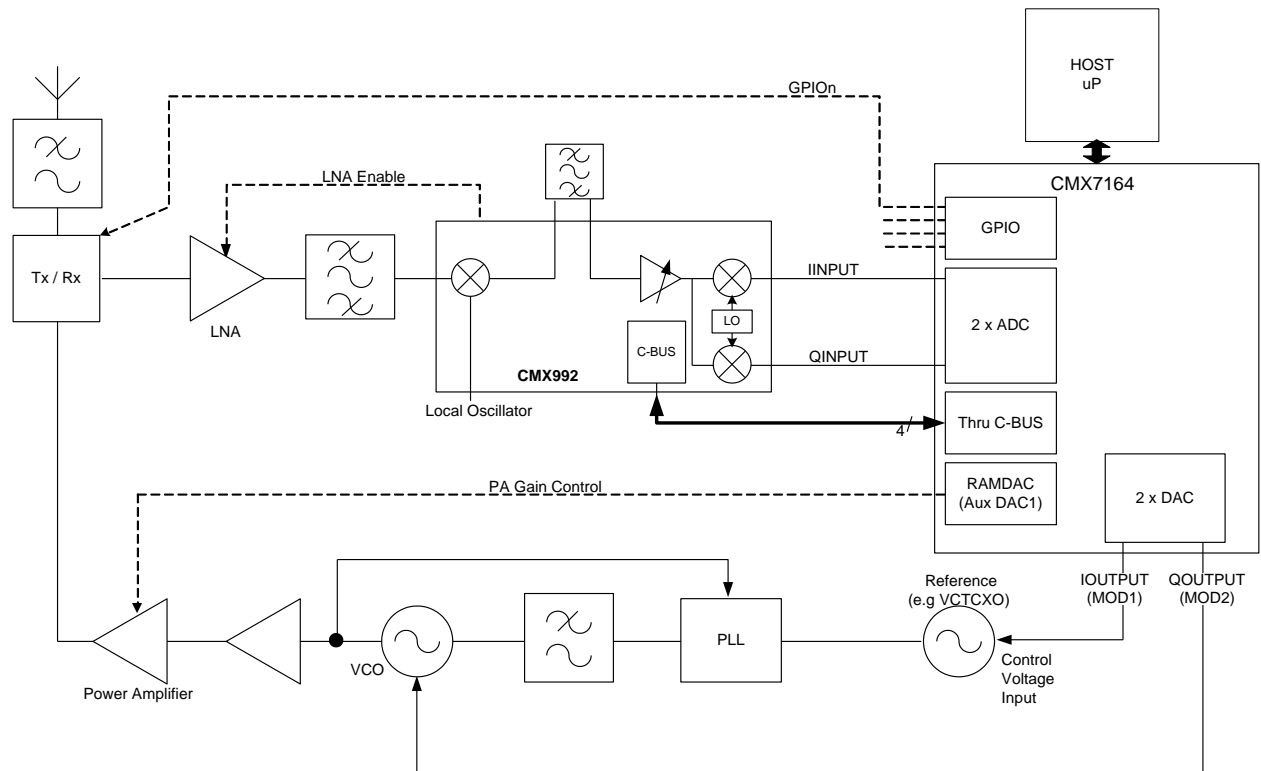 HOST
uP
GPIOn
CMX7164
LNA Enable
GPIO
Tx / Rx
IINPUT
LNA
2 x ADC
LO
C-BUS
QINPUT
CMX992
Local Oscillator
4
Thru C-BUS
PA Gain Control
RAMDAC
(Aux DAC1)
2 x DAC
Reference
(e.g VCTCXO)
IOUTPUT
(MOD1)
QOUTPUT
(MOD2)
PLL
VCO
Power Amplifier
Control
Voltage
Input